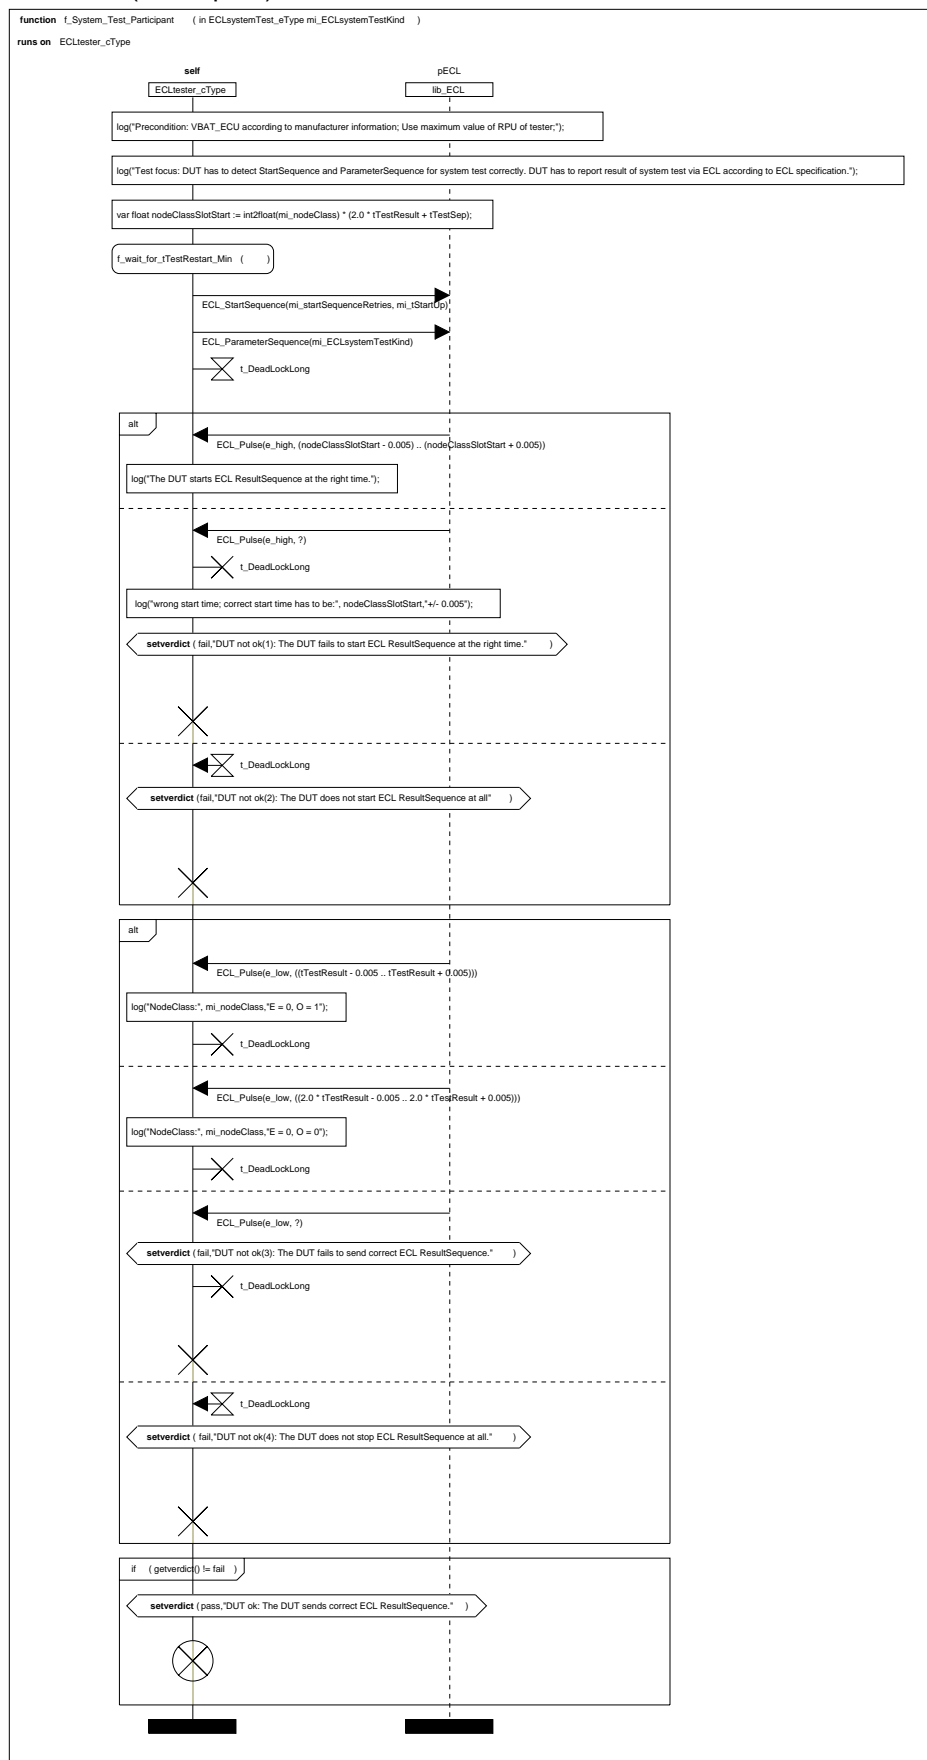 function f_System_Test_Participant ( in ECLsystemTest_eType mi_ECLsystemTestKind )
runs on ECLtester_cType
self pECL
ECLtester_cType lib_ECL
log("Precondition: VBAT_ECU according to manufacturer information; Use maximum value of RPU of tester;");
log("Test focus: DUT has to detect StartSequence and ParameterSequence for system test correctly. DUT has to report result of system test via ECL according to ECL specification.");
var float nodeClassSlotStart := int2float(mi_nodeClass) * (2.0 * tTestResult + tTestSep);
f_wait_for_tTestRestart_Min ( )
ECL_StartSequence(mi_startSequenceRetries, mi_tStartUp)
ECL_ParameterSequence(mi_ECLsystemTestKind)
t_DeadLockLong
alt
ECL_Pulse(e_high, (nodeClassSlotStart - 0.005) .. (nodeClassSlotStart + 0.005))
log("The DUT starts ECL ResultSequence at the right time.");
ECL_Pulse(e_high, ?)
t_DeadLockLong
log("wrong start time; correct start time has to be:", nodeClassSlotStart,"+/- 0.005");
setverdict ( fail,"DUT not ok(1): The DUT fails to start ECL ResultSequence at the right time." )
t_DeadLockLong
setverdict (fail,"DUT not ok(2): The DUT does not start ECL ResultSequence at all" )
alt
ECL_Pulse(e_low, ((tTestResult - 0.005 .. tTestResult + 0.005)))
log("NodeClass:", mi_nodeClass,"E = 0, O = 1");
t_DeadLockLong
ECL_Pulse(e_low, ((2.0 * tTestResult - 0.005 .. 2.0 * tTestResult + 0.005)))
log("NodeClass:", mi_nodeClass,"E = 0, O = 0");
t_DeadLockLong
ECL_Pulse(e_low, ?)
setverdict (fail,"DUT not ok(3): The DUT fails to send correct ECL ResultSequence." )
t_DeadLockLong
t_DeadLockLong
setverdict ( fail,"DUT not ok(4): The DUT does not stop ECL ResultSequence at all." )
if ( getverdict() != fail )
setverdict (pass,"DUT ok: The DUT sends correct ECL ResultSequence." )